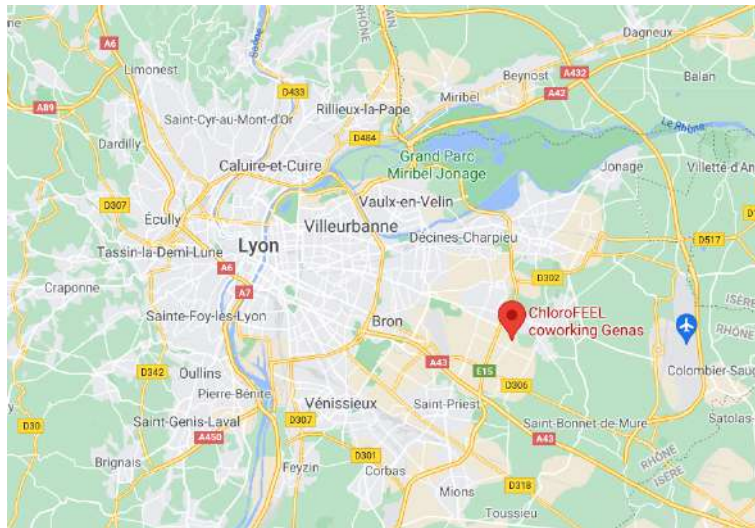 Dagneux
A6
Limonest
Saône
AIN
RHÔNE
A432
Beynost
Balan
D433
Rillieux-la-Pape
Miribel
A42
A89
Saint-Cyr-au-Mont-d'Or
Dardilly
D484
Le Rhône
Caluire-et-Cuire
Grand Parc
Miribel Jonage
Jonage
Villette-d'An
Vaulx-en-Velin
D307
Écully
Villeurbanne
Décines-Charpieu
D517
Lyon
Tassin-la-Demi-Lune
A6
D302
Craponne
A7
ISÈRE
RHÔNE
ChloroFEEL
coworking Genas
Sainte-Foy-lès-Lyon
Bron
A43
D342
Oullins
E15
Colombier-Saug
Pierre-Bénite
D306
Vénissieux
Saint-Priest
D30
Saint-Genis-Laval
D307
Saint-Bonnet-de-Mure
Satolas-
A450
A43
D301
RHÔNE
ISÈRE
Brignais
Feyzin
Corbas
D318
Mions
Toussieu